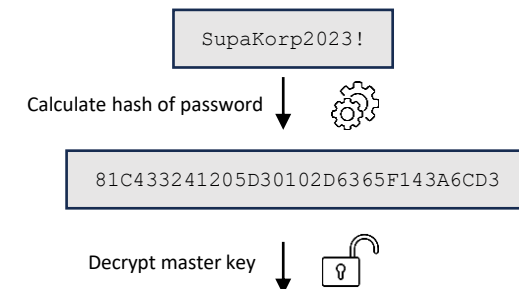 SupaKorp2023!
Calculate hash of password
81C433241205D30102D6365F143A6CD3
Decrypt master key